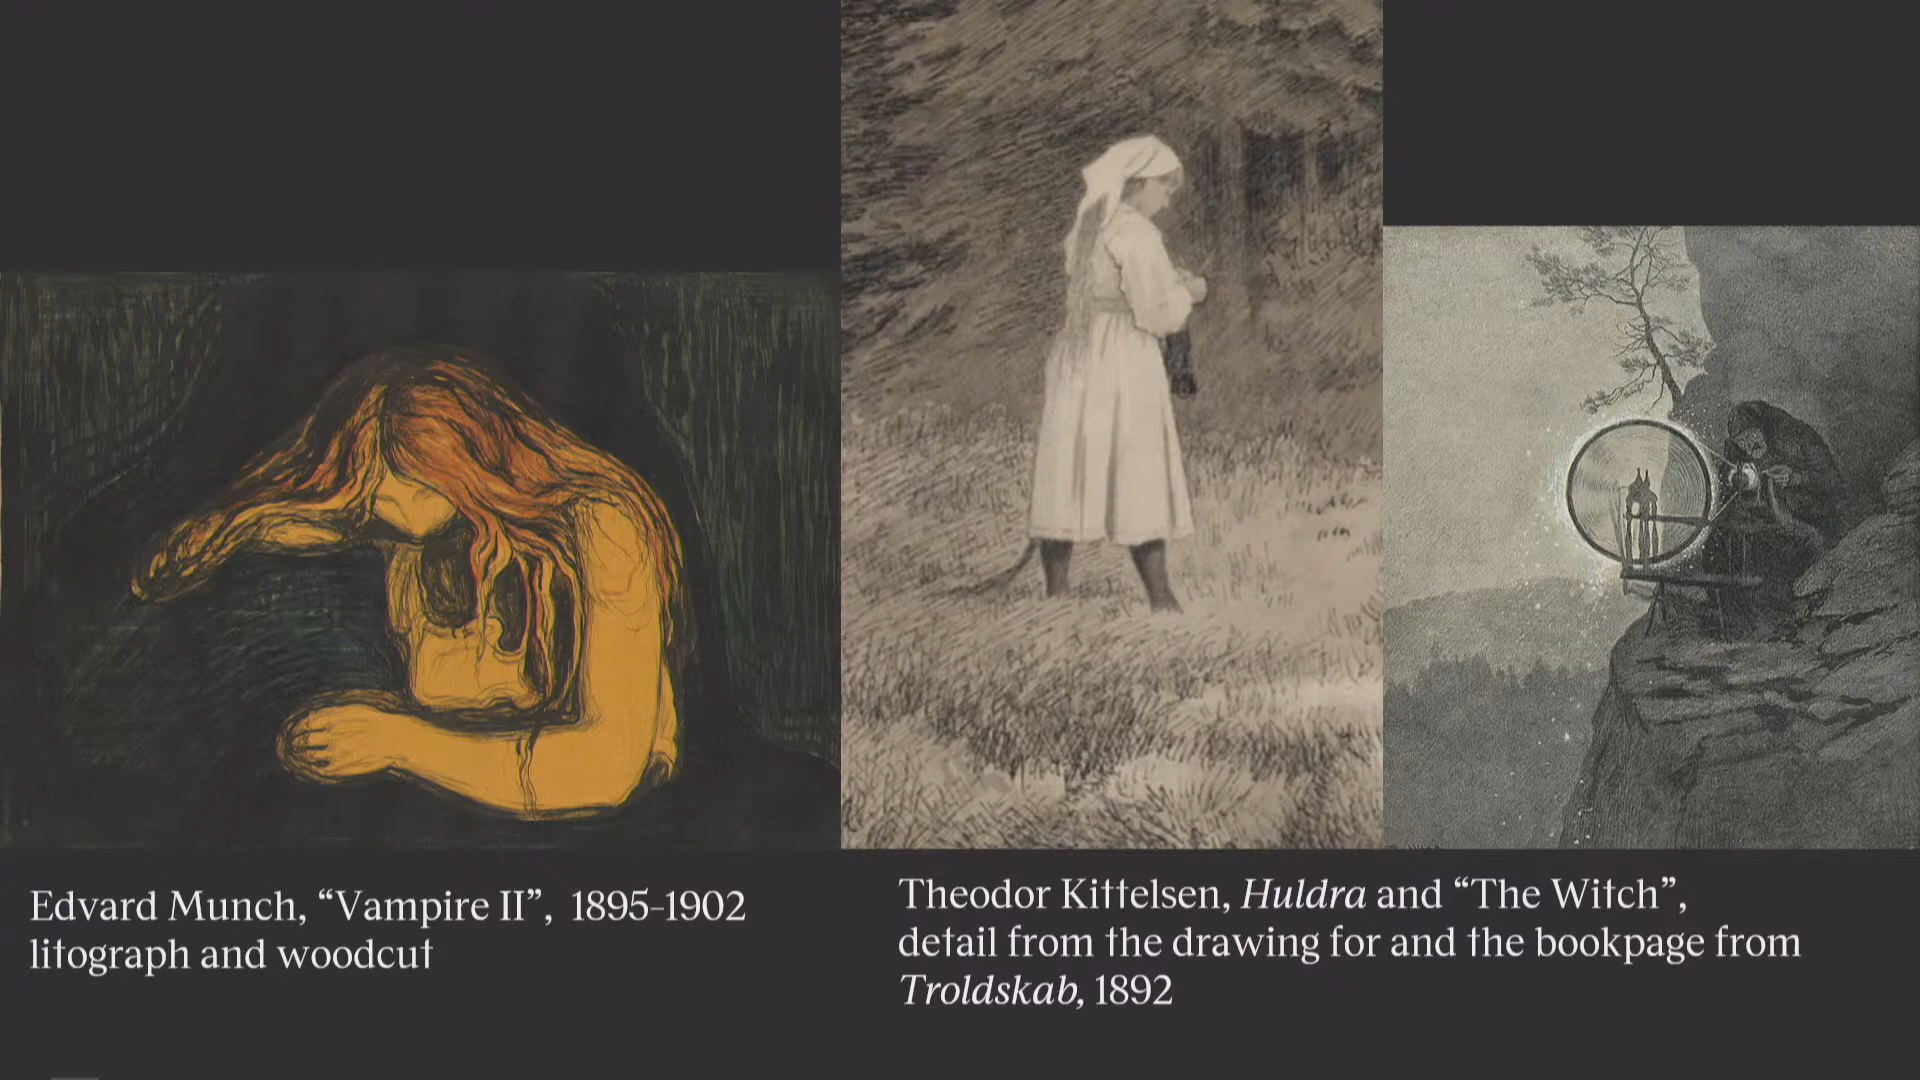 Edvard Munch, “Vampire II”, 1895-1902
litograph and woodcut
Theodor Kittelsen, Huldra and “The Witch”,
detail from the drawing for and the bookpage from
Troldskab, 1892